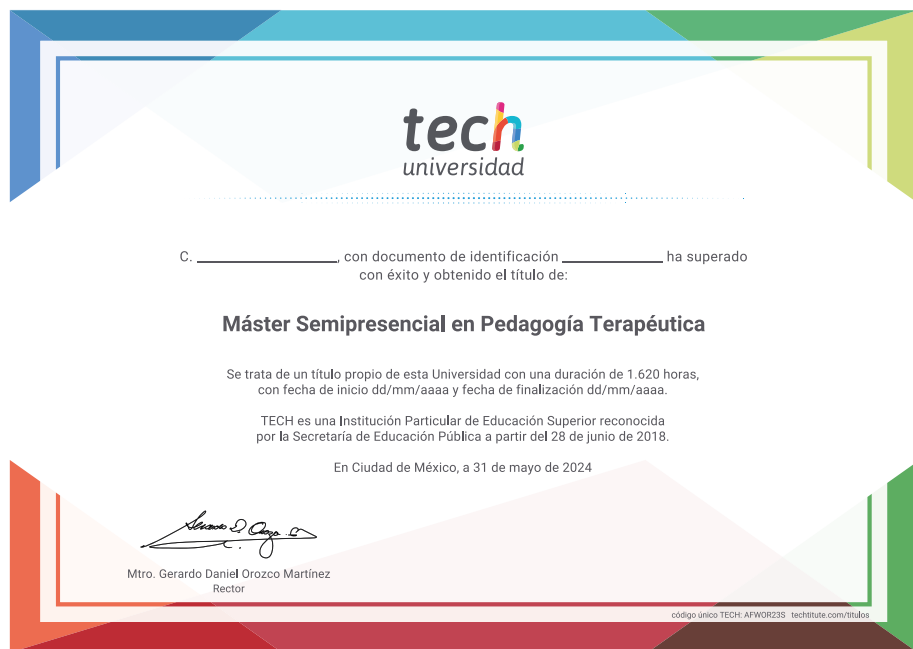 tech
universidad
C. __________________, con documento de identificación _____________ ha superado
con éxito y obtenido el título de:
Máster Semipresencial en Pedagogía Terapéutica
Se trata de un título propio de esta Universidad con una duración de 1.620 horas,
con fecha de inicio dd/mm/aaaa y fecha de finalización dd/mm/aaaa.
TECH es una Institución Particular de Educación Superior reconocida
por la Secretaría de Educación Pública a partir del 28 de junio de 2018.
En Ciudad de México, a 31 de mayo de 2024
Mtro. Gerardo Daniel Orozco Martínez
Rector
código único TECH: AFWOR23S techtitute.com/titulos